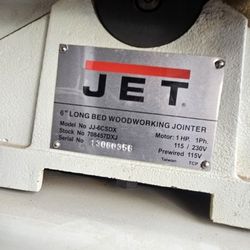 JET
6" LONG BED WOODWORKING JOINTER
Model No JJ-6CSDX Motor: 1 HP 1Ph.
Stock No 708457DXJ 115 / 230V
Serial No Prewired 115V
Taiwan TCP